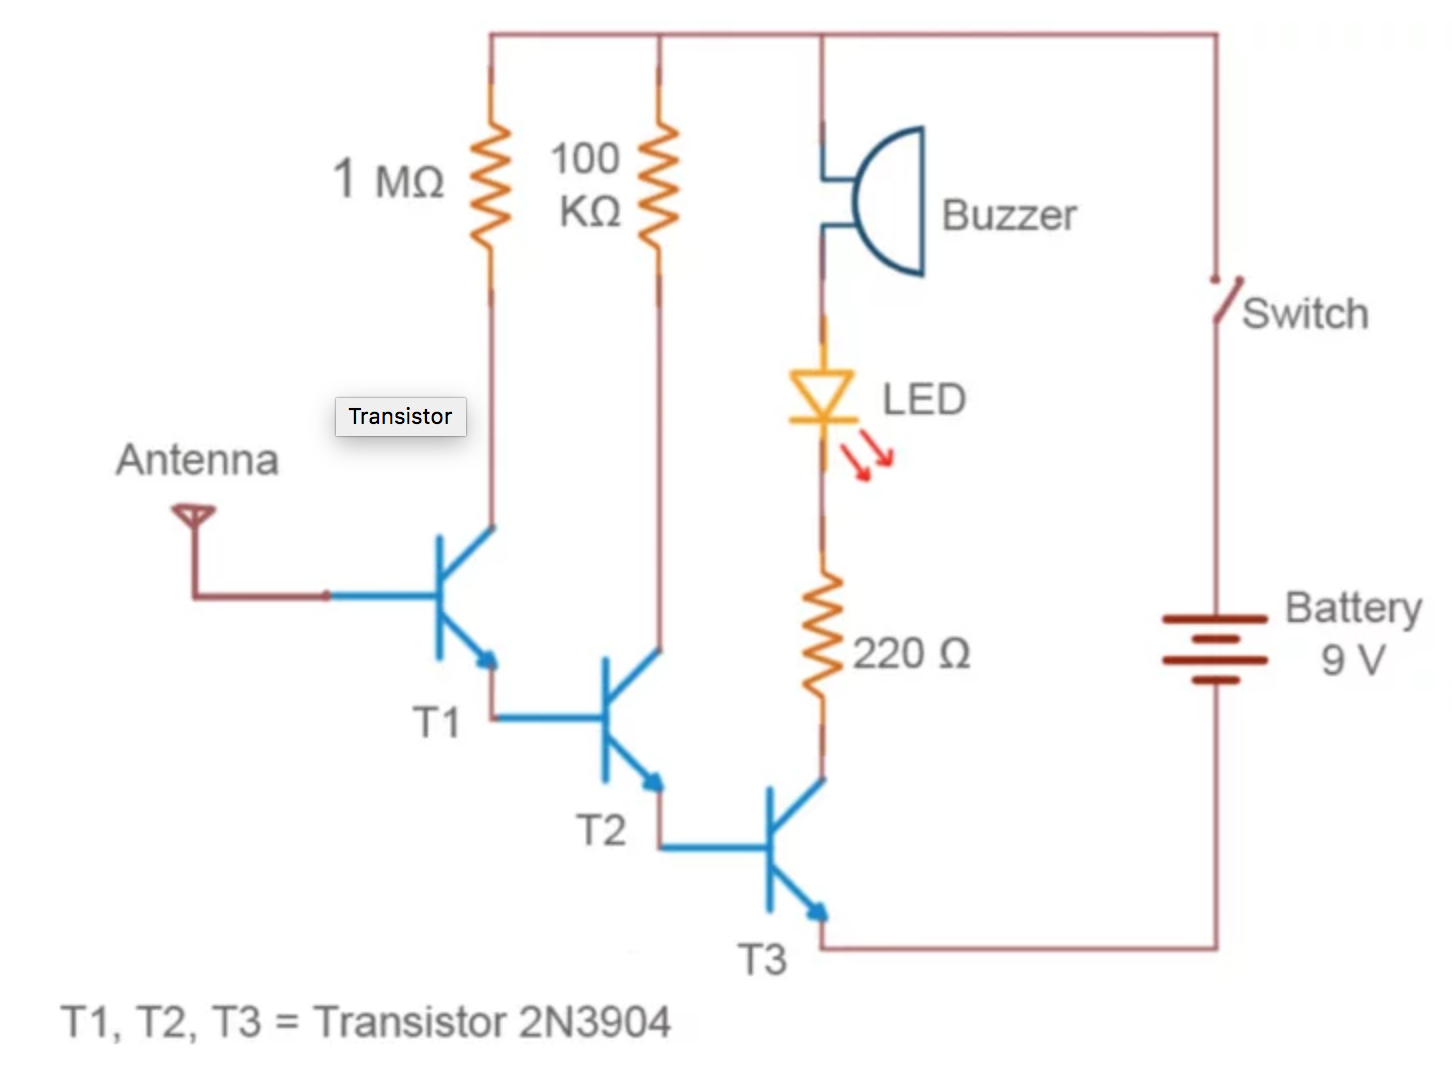 1 MΩ
100
KΩ
Buzzer
Switch
LED
Transistor
Antenna
Battery
9 V
220 Ω
T1
T2
T3
T1, T2, T3 = Transistor 2N3904